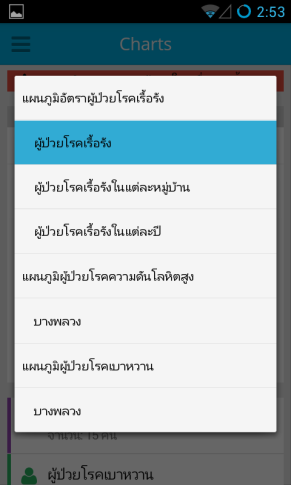 2:53
Charts
แผนภูมิอัตราผู้ป่วยโรคเรื้อรัง
ผู้ป่วยโรคเรื้อรัง
ผู้ป่วยโรคเรื้อรังในแต่ละหมู่บ้าน
ผู้ป่วยโรคเรื้อรังในแต่ละปี
แผนภูมิผู้ป่วยโรคความดันโลหิตสูง
บางพลวง
แผนภูมิผู้ป่วยโรคเบาหวาน
บางพลวง
จำนวน 15 คน
ผู้ป่วยโรคเบาหวาน